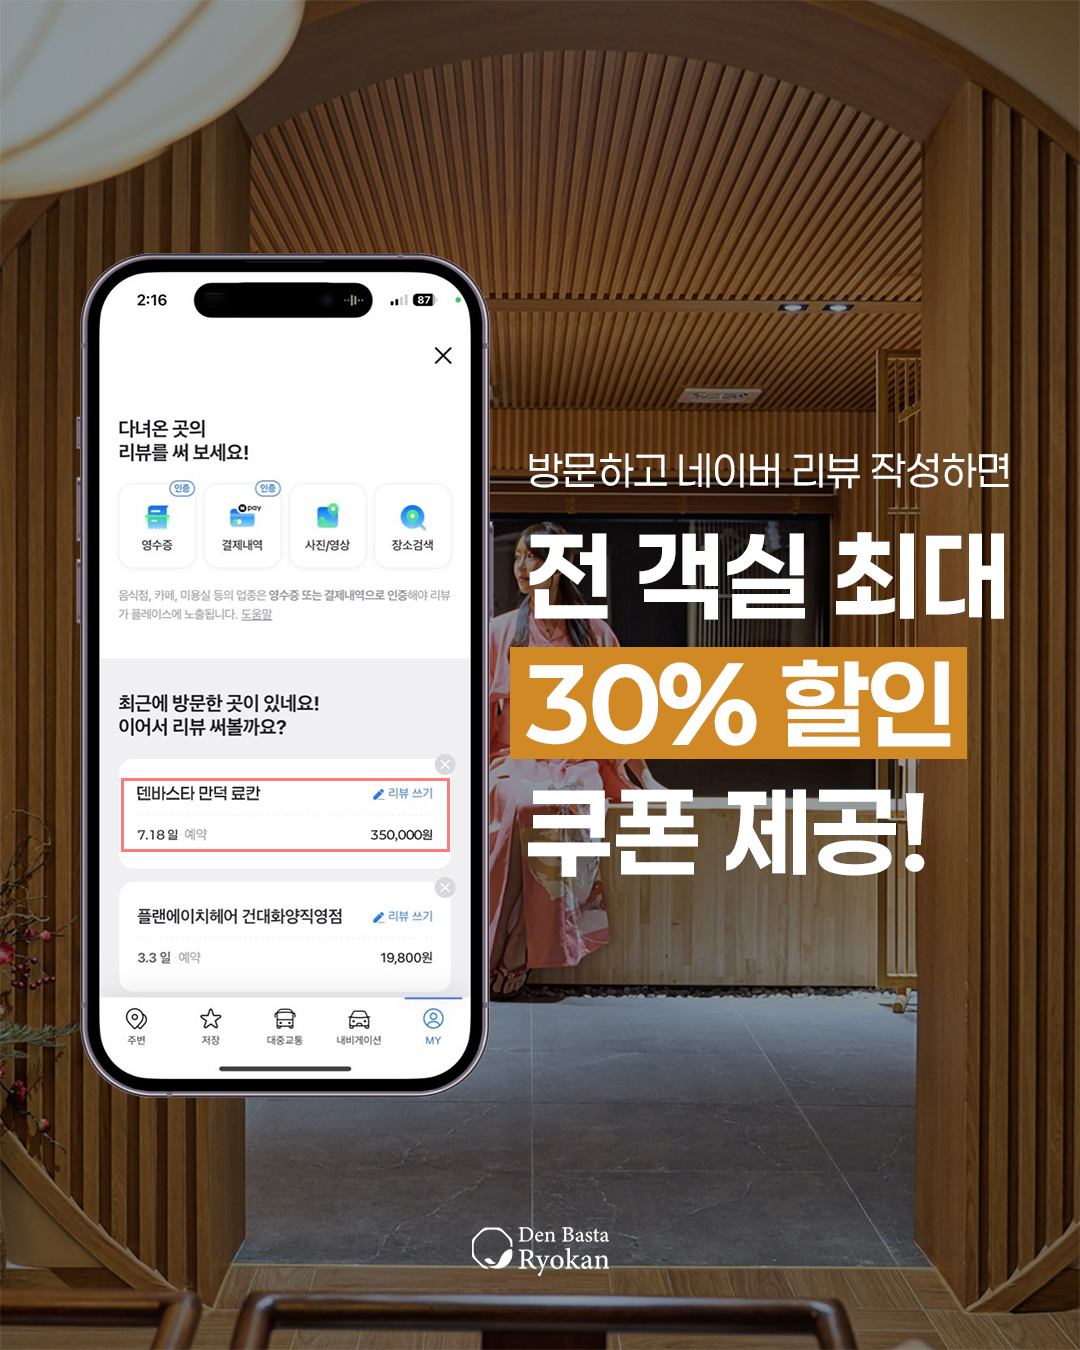 2:16
87
다녀온 곳의
리뷰를 써 보세요!
인증
인증
N pay
영수증
결제내역
사진/영상
장소검색
음식점, 카페, 미용실 등의 업종은 영수증 또는 결제내역으로 인증해야 리뷰
가 플레이스에 노출됩니다. 도움말
최근에 방문한 곳이 있네요!
이어서 리뷰 써볼까요?
덴바스타 만덕 료칸
리뷰 쓰기
7.18 일 예약
350,000원
플랜에이치헤어 건대화양직영점
리뷰 쓰기
3.3 일 예약
19,800원
주변
저장
대중교통
내비게이션
MY
방문하고 네이버 리뷰 작성하면
전 객실 최대
30% 할인
쿠폰 제공!
Den Basta
Ryokan